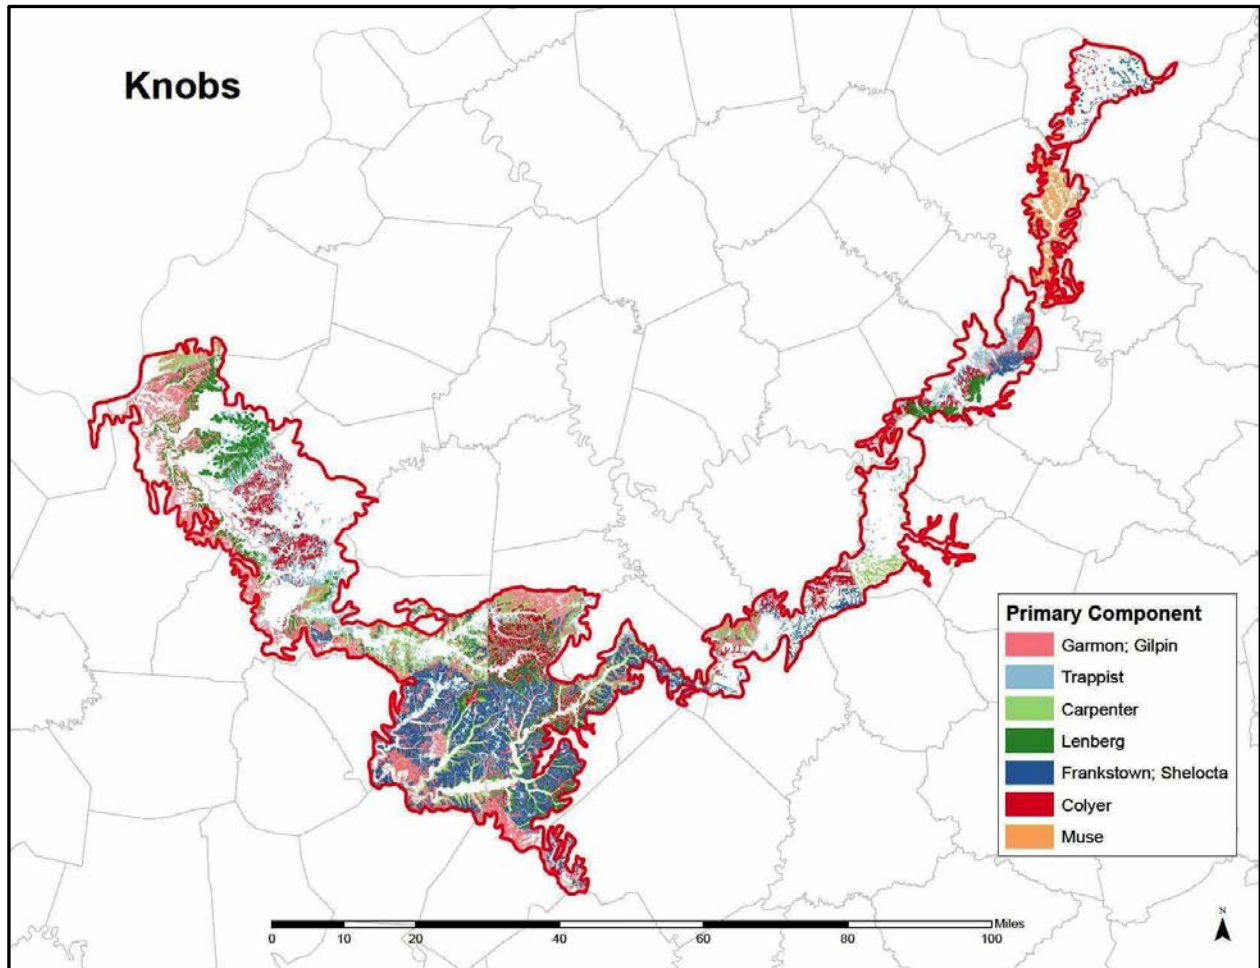 Knobs
Primary Component
Garmon; Gilpin
Trappist
Carpenter
Lenberg
Frankstown; Shelocta
Colyer
Muse
Miles
0 10 20 40 60 80 100
N